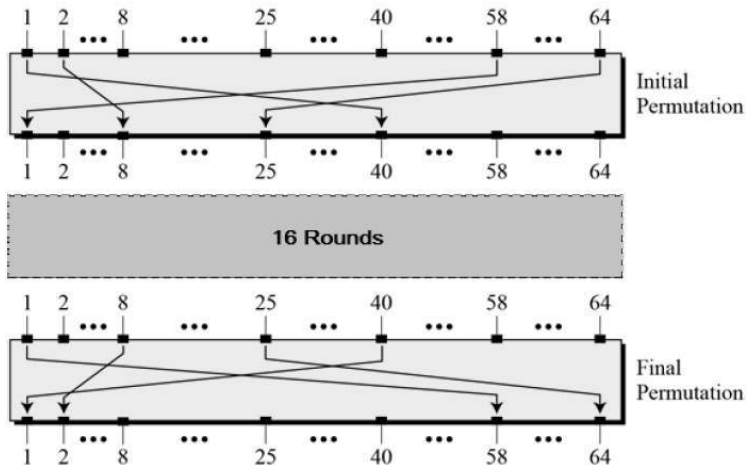 1 2 ••• 8 ••• 25 ••• 40 ••• 58 ••• 64
Initial
Permutation
••• ••• ••• ••• •••
1 2 8 25 40 58 64
16 Rounds
1 2 ••• 8 ••• 25 ••• 40 ••• 58 ••• 64
Final
Permutation
••• ••• ••• ••• •••
1 2 8 25 40 58 64